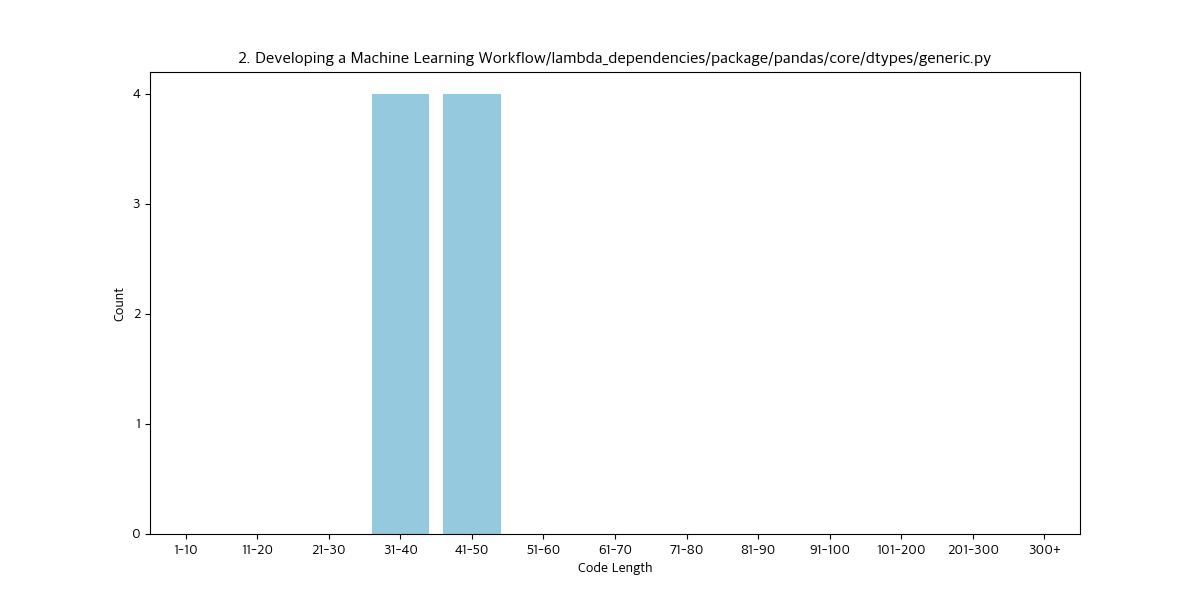 2. Developing a Machine Learning Workflow/lambda_dependencies/package/pandas/core/dtypes/generic.py
4
3
2
1
0
Count
1-10 11-20 21-30 31-40 41-50 51-60 61-70 71-80 81-90 91-100 101-200 201-300 300+
Code Length